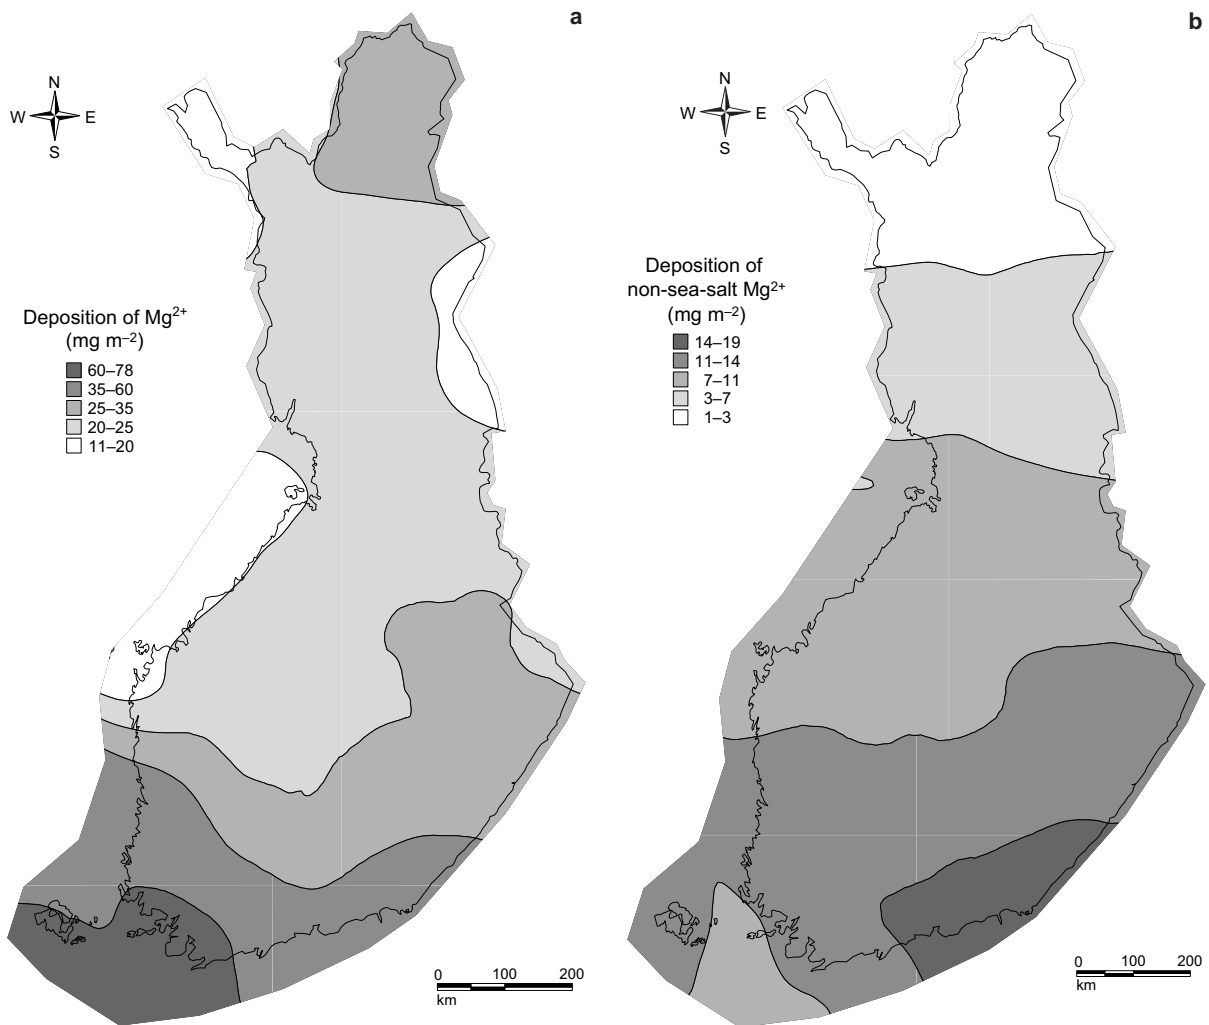 a
N
W E
S
Deposition of Mg²⁺
(mg m⁻²)
60–78
35–60
25–35
20–25
11–20
0 100 200
km
b
N
W E
S
Deposition of
non-sea-salt Mg²⁺
(mg m⁻²)
14–19
11–14
7–11
3–7
1–3
0 100 200
km